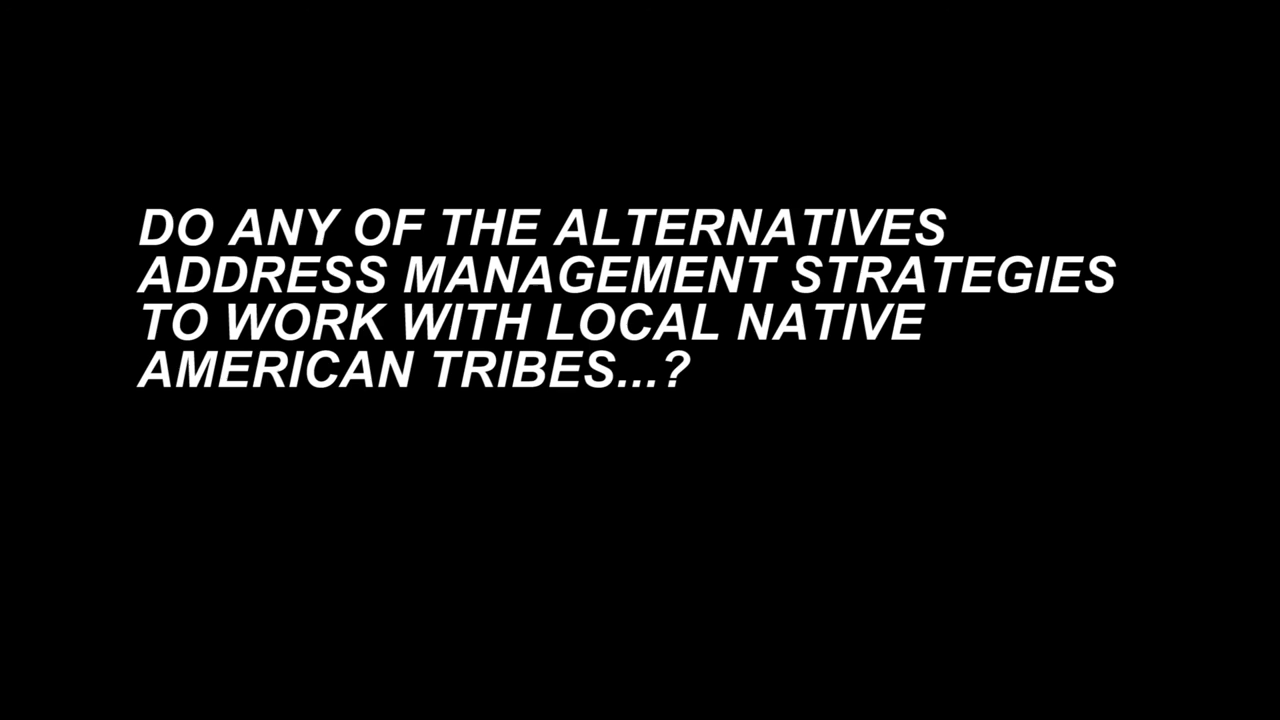 DO ANY OF THE ALTERNATIVES
ADDRESS MANAGEMENT STRATEGIES
TO WORK WITH LOCAL NATIVE
AMERICAN TRIBES...?